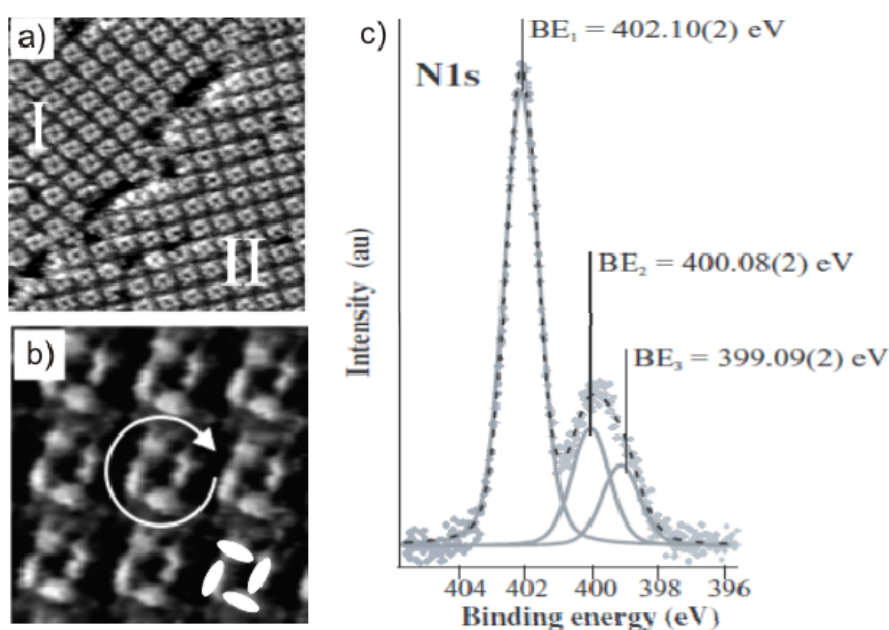 a)
I
II
b)
c)
BE₁ = 402.10(2) eV
N1s
BE₂ = 400.08(2) eV
BE₃ = 399.09(2) eV
Intensity (au)
404 402 400 398 396
Binding energy (eV)